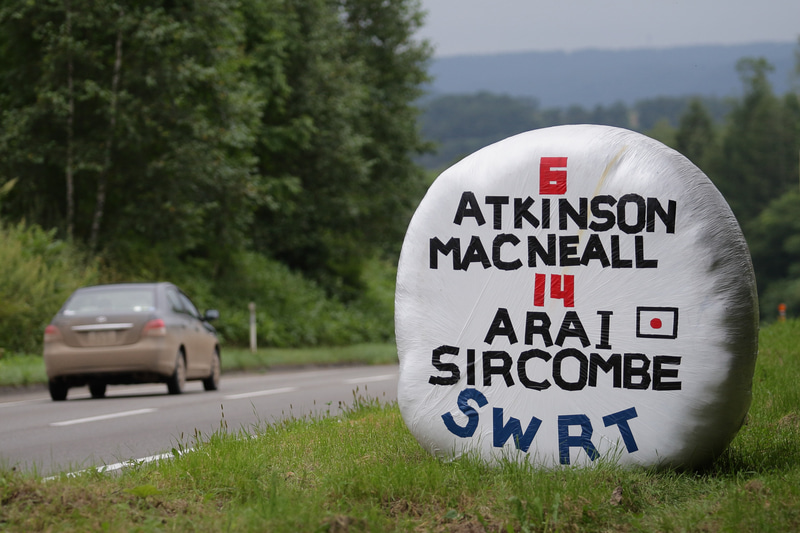 6
ATKINSON
MACNEALL
14
ARAI
SIRCOMBE
SWRT